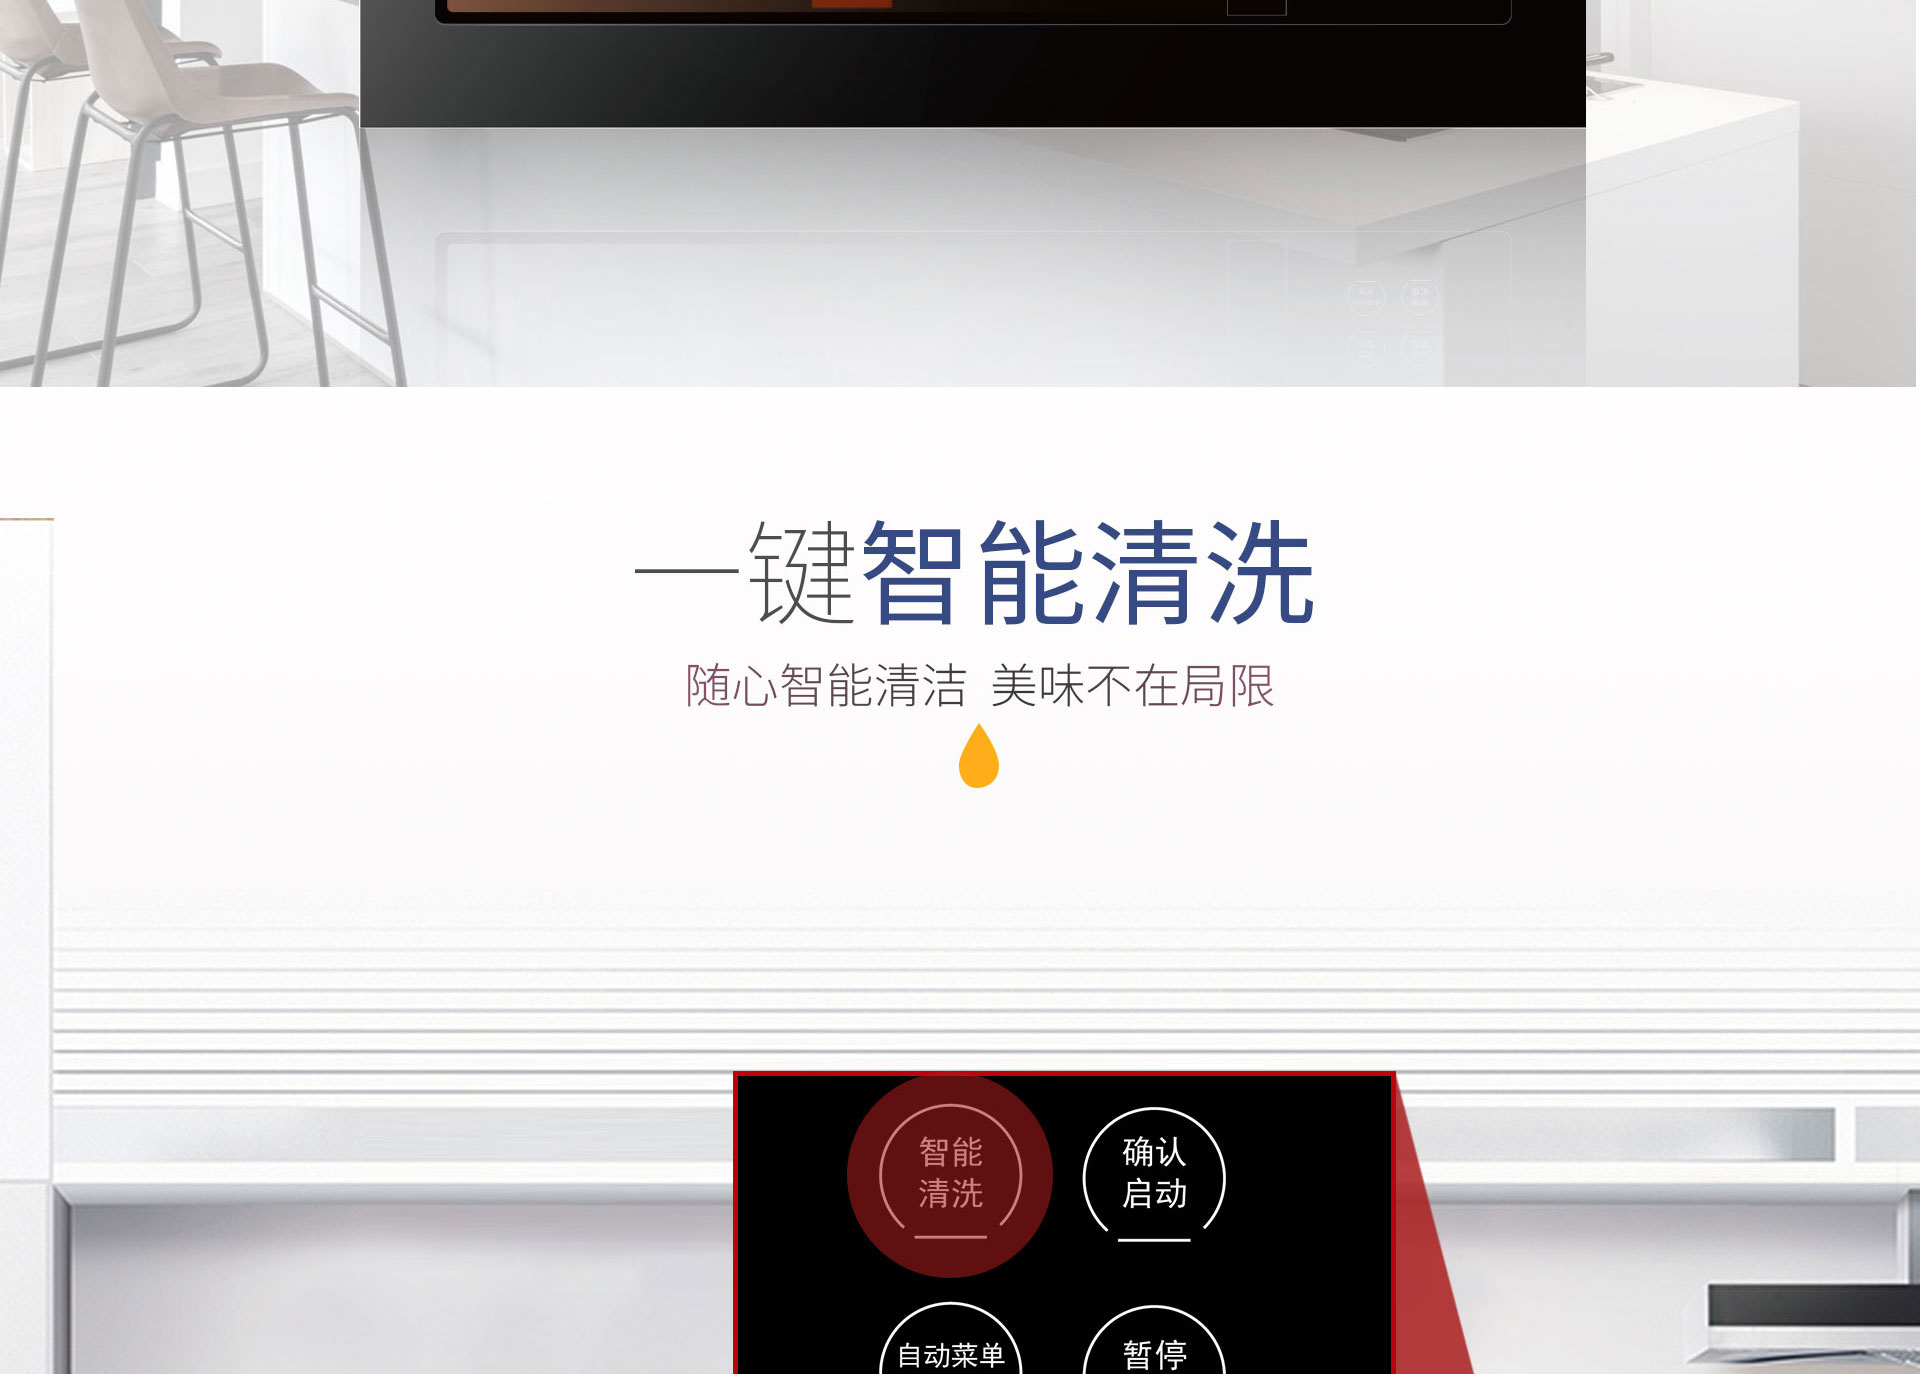 一键智能清洗
随心智能清洁 美味不在局限
智能
清洗
确认
启动
自动菜单
暂停